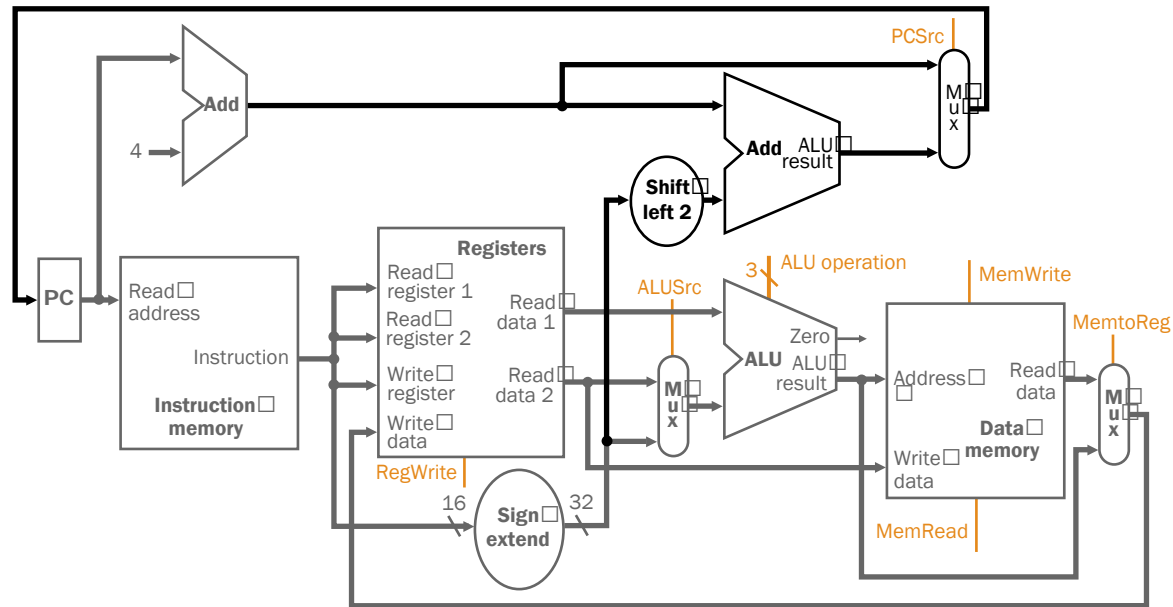 PCSrc
Add
4
M
u
x
Add
ALU
result
Shift
left 2
PC
Read
address
Instruction
Instruction
memory
Registers
Read
register 1
Read
register 2
Write
register
Write
data
Read
data 1
Read
data 2
RegWrite
16
Sign
extend
32
ALUSrc
M
u
x
3
ALU operation
Zero
ALU
ALU
result
MemWrite
Address
Read
data
Data
memory
Write
data
MemRead
MemtoReg
M
u
x